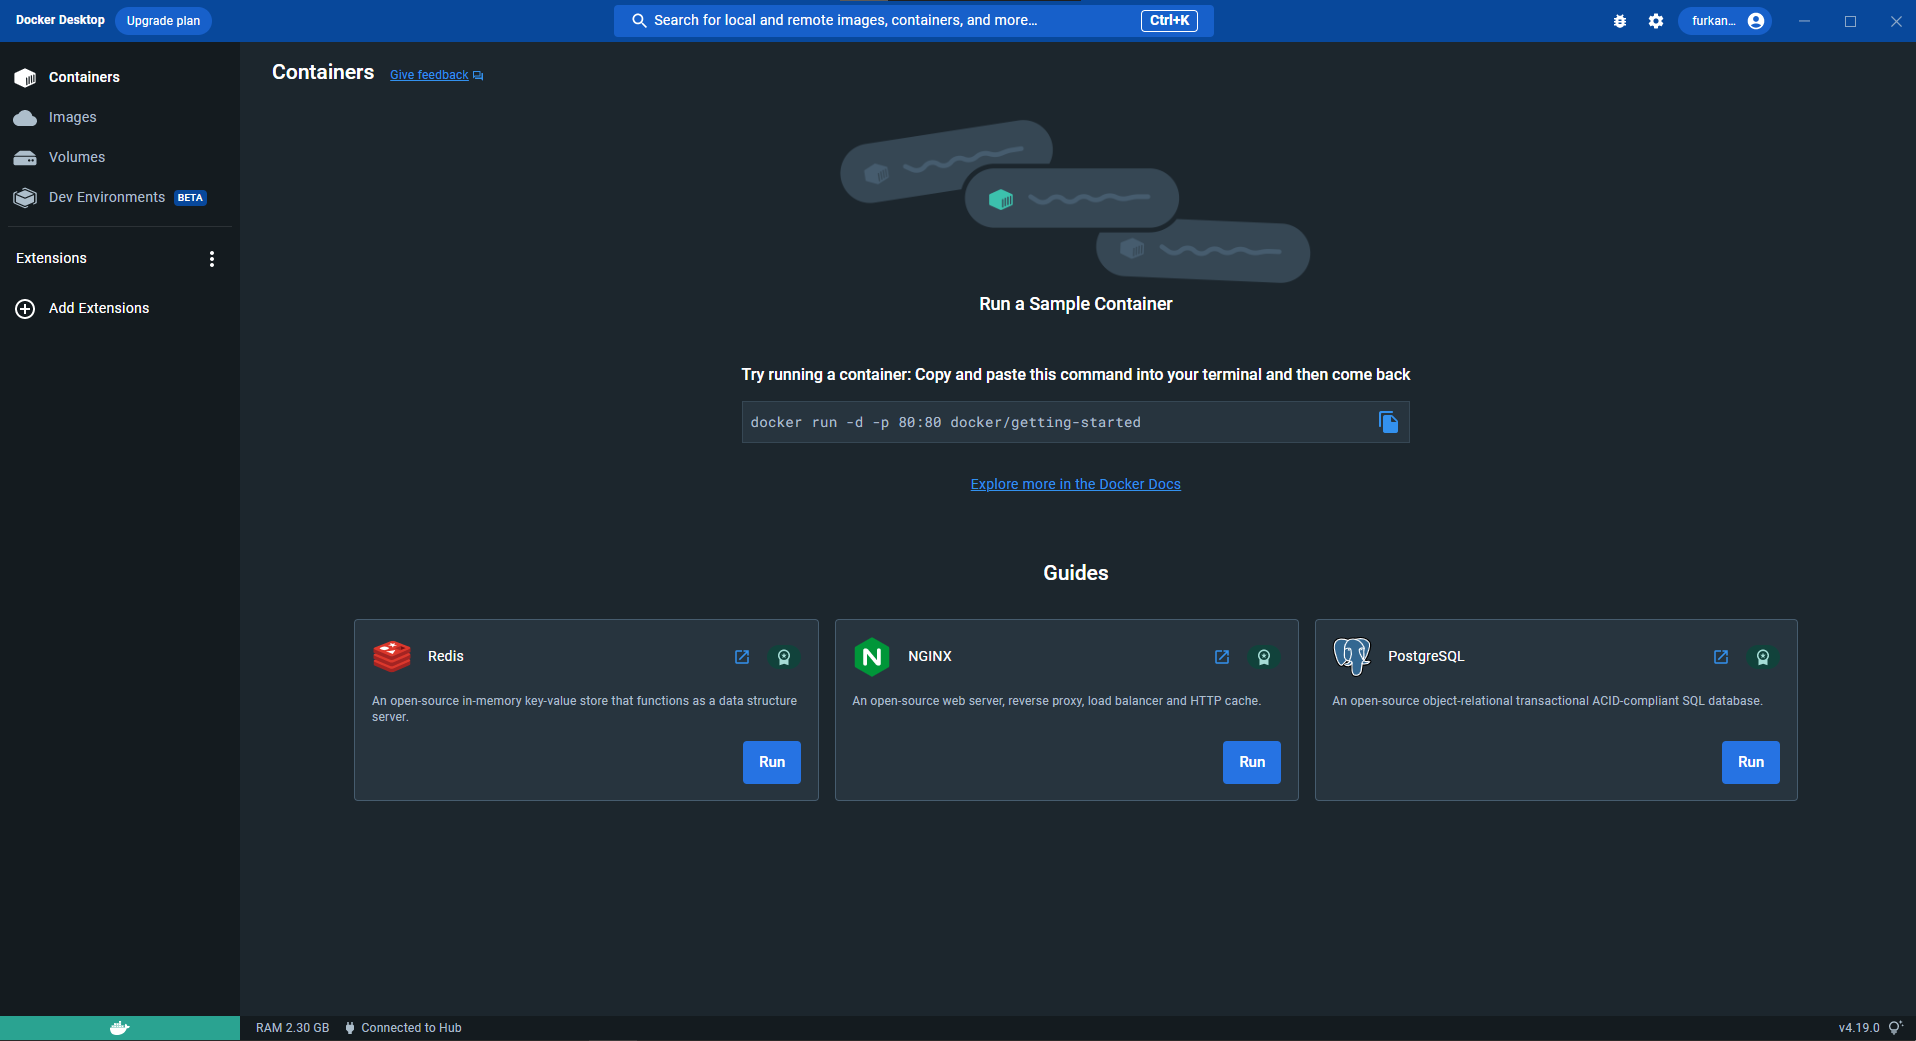 Docker Desktop
Upgrade plan
Search for local and remote images, containers, and more...
Ctrl+K
furkan...
Containers
Images
Volumes
Dev Environments BETA
Extensions
Add Extensions
Containers
Give feedback
Run a Sample Container
Try running a container: Copy and paste this command into your terminal and then come back
docker run -d -p 80:80 docker/getting-started
Explore more in the Docker Docs
Guides
Redis
An open-source in-memory key-value store that functions as a data structure
server.
Run
N
NGINX
An open-source web server, reverse proxy, load balancer and HTTP cache.
Run
PostgreSQL
An open-source object-relational transactional ACID-compliant SQL database.
Run
RAM 2.30 GB
Connected to Hub
v4.19.0